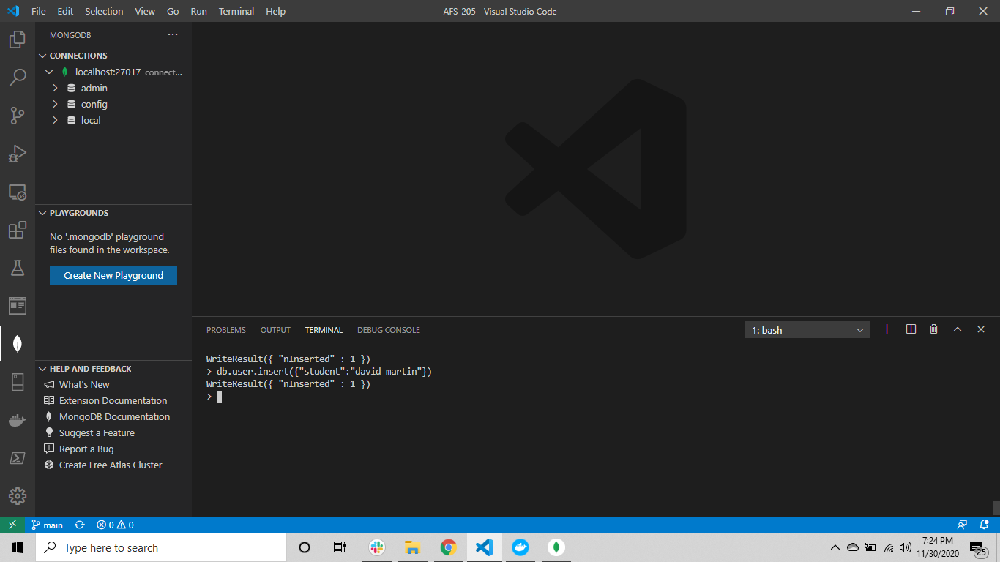 File Edit Selection View Go Run Terminal Help AFS-205 - Visual Studio Code
MONGODB
CONNECTIONS
localhost:27017 connect...
admin
config
local
PLAYGROUNDS
No '.mongodb' playground
files found in the workspace.
Create New Playground
HELP AND FEEDBACK
What's New
Extension Documentation
MongoDB Documentation
Suggest a Feature
Report a Bug
Create Free Atlas Cluster
PROBLEMS OUTPUT TERMINAL DEBUG CONSOLE 1: bash
WriteResult({ "nInserted" : 1 })
> db.user.insert({"student":"david martin"})
WriteResult({ "nInserted" : 1 })
>
main 0 0
Type here to search
7:24 PM
11/30/2020
25